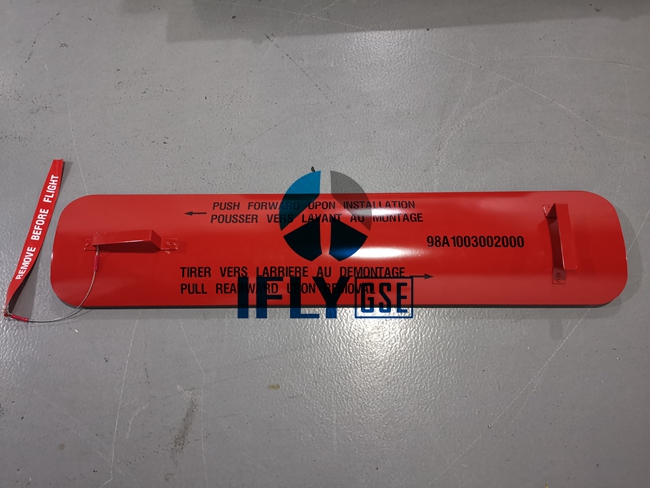 REMOVE BEFORE FLIGHT
PUSH FORWARD UPON INSTALLATION
POUSSER VERS LAVANT AU MONTAGE
98A1003002000
TIRER VERS LARRIERE AU DEMONTAGE
PULL REARWARD UPON REMOVAL
IFLY GSE